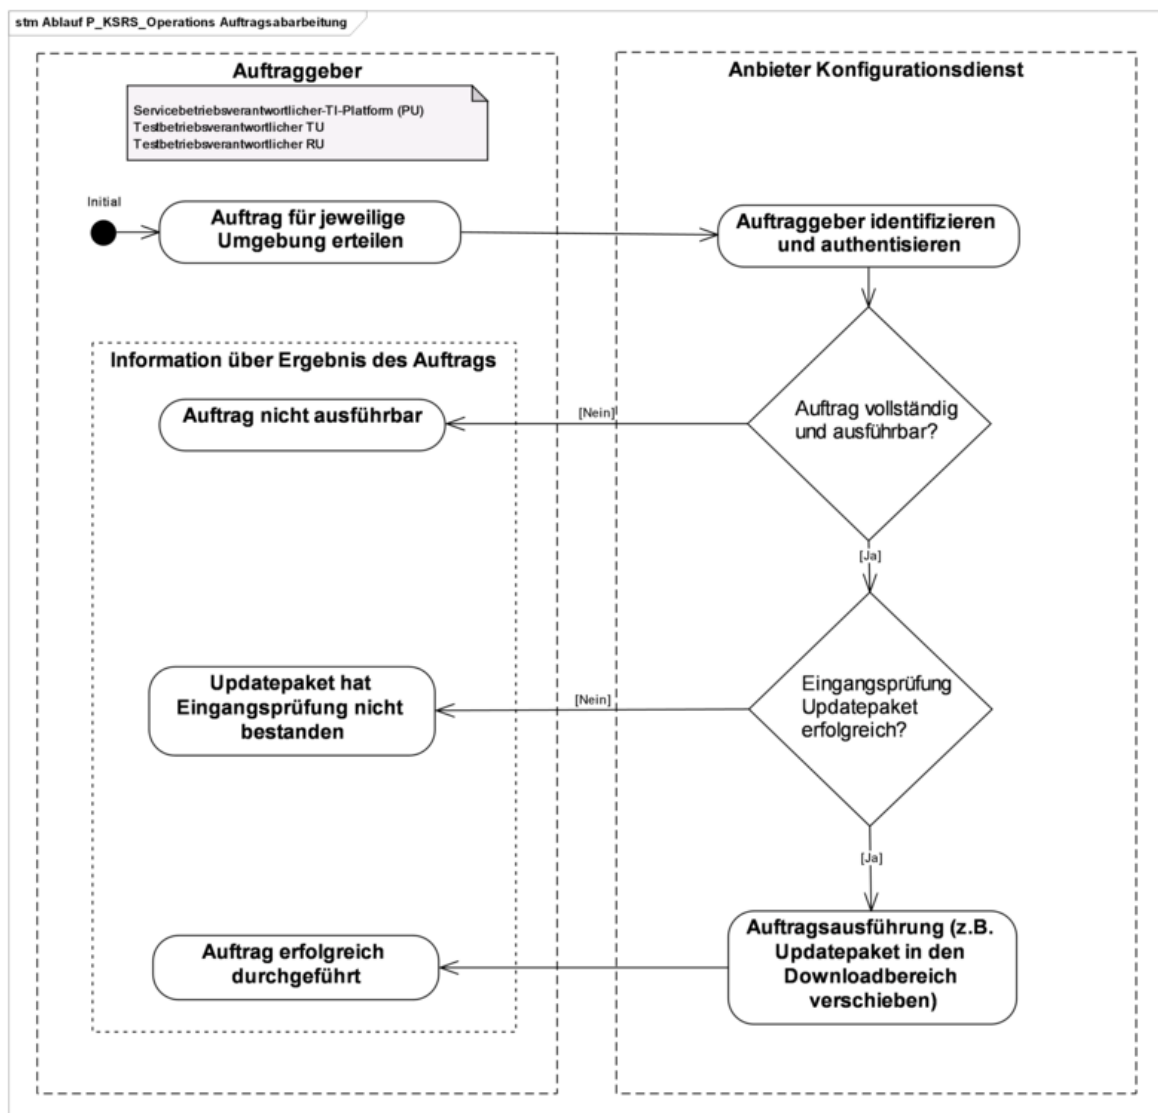 stm Ablauf P_KSRS_Operations Auftragsabarbeitung
Auftraggeber
Servicebetriebsverantwortlicher-TI-Platform (PU)
Testbetriebsverantwortlicher TU
Testbetriebsverantwortlicher RU
Anbieter Konfigurationsdienst
Initial
Auftrag für jeweilige
Umgebung erteilen
Auftraggeber identifizieren
und authentisieren
Information über Ergebnis des Auftrags
Auftrag nicht ausführbar
[Nein]
Auftrag vollständig
und ausführbar?
[Ja]
Updatepaket hat
Eingangsprüfung nicht
bestanden
[Nein]
Eingangsprüfung
Updatepaket
erfolgreich?
[Ja]
Auftrag erfolgreich
durchgeführt
Auftragsausführung (z.B.
Updatepaket in den
Downloadbereich
verschieben)